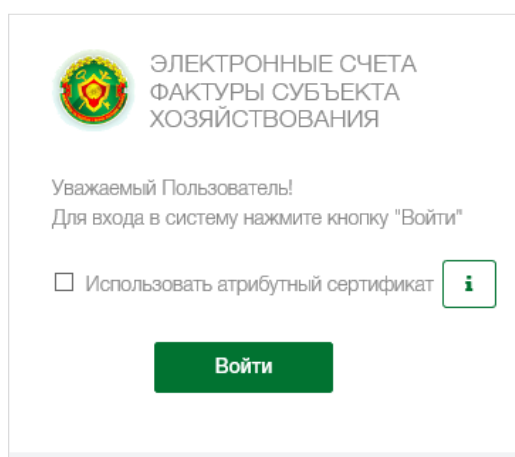 ЭЛЕКТРОННЫЕ СЧЕТА
ФАКТУРЫ СУБЪЕКТА
ХОЗЯЙСТВОВАНИЯ
Уважаемый Пользователь!
Для входа в систему нажмите кнопку "Войти"
Использовать атрибутный сертификат i
Войти